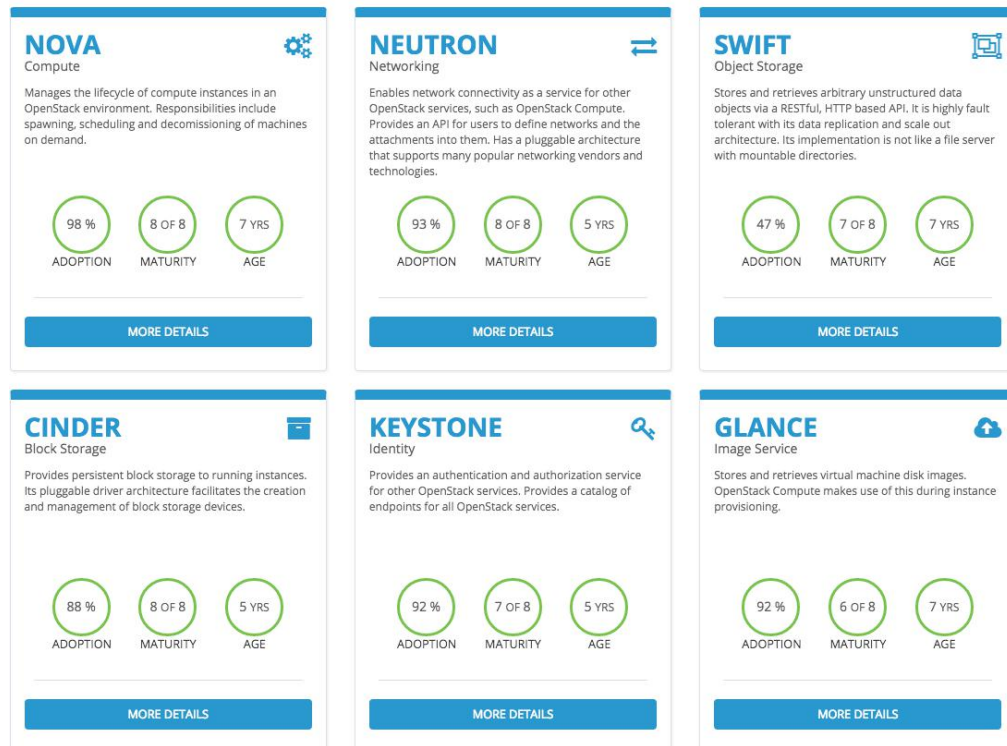 NOVA
Compute
Manages the lifecycle of compute instances in an
OpenStack environment. Responsibilities include
spawning, scheduling and decomissioning of machines
on demand.
98 %
8 OF 8
7 YRS
ADOPTION
MATURITY
AGE
MORE DETAILS
NEUTRON
Networking
Enables network connectivity as a service for other
OpenStack services, such as OpenStack Compute.
Provides an API for users to define networks and the
attachments into them. Has a pluggable architecture
that supports many popular networking vendors and
technologies.
93 %
8 OF 8
5 YRS
ADOPTION
MATURITY
AGE
MORE DETAILS
SWIFT
Object Storage
Stores and retrieves arbitrary unstructured data
objects via a RESTful, HTTP based API. It is highly fault
tolerant with its data replication and scale out
architecture. Its implementation is not like a file server
with mountable directories.
47 %
7 OF 8
7 YRS
ADOPTION
MATURITY
AGE
MORE DETAILS
CINDER
Block Storage
Provides persistent block storage to running instances.
Its pluggable driver architecture facilitates the creation
and management of block storage devices.
88 %
8 OF 8
5 YRS
ADOPTION
MATURITY
AGE
MORE DETAILS
KEYSTONE
Identity
Provides an authentication and authorization service
for other OpenStack services. Provides a catalog of
endpoints for all OpenStack services.
92 %
7 OF 8
5 YRS
ADOPTION
MATURITY
AGE
MORE DETAILS
GLANCE
Image Service
Stores and retrieves virtual machine disk images.
OpenStack Compute makes use of this during instance
provisioning.
92 %
6 OF 8
7 YRS
ADOPTION
MATURITY
AGE
MORE DETAILS